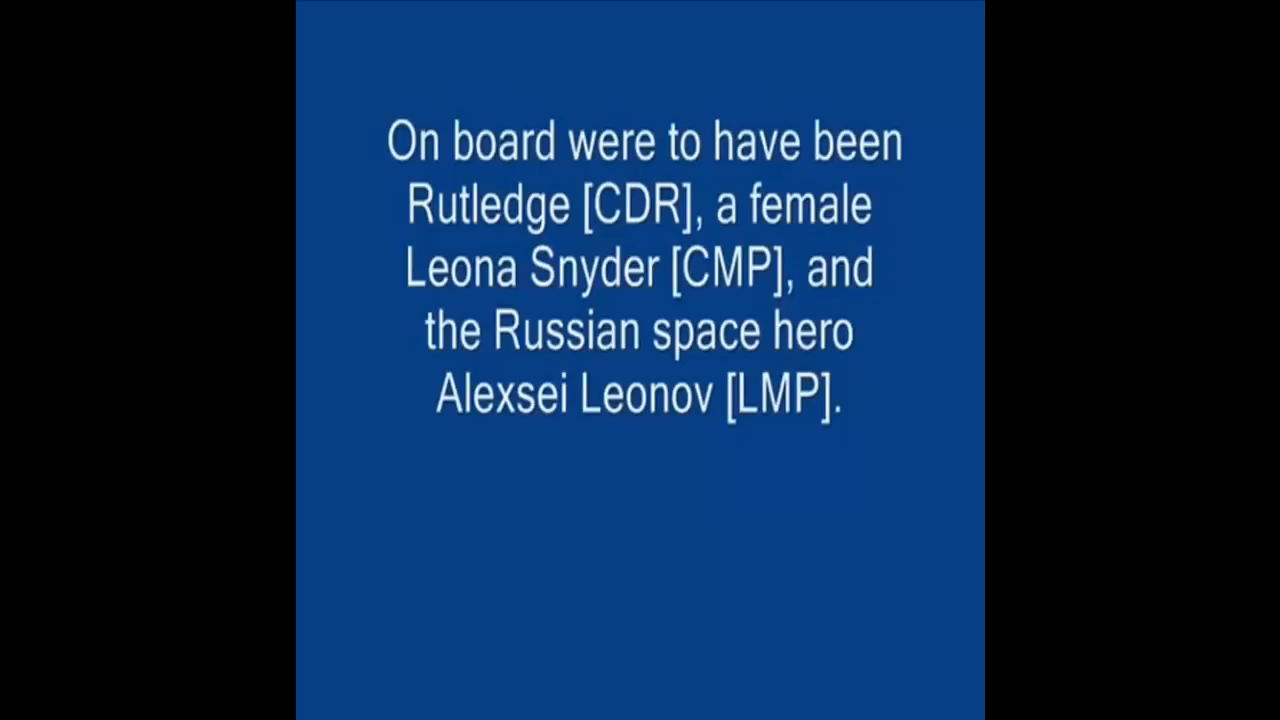 On board were to have been
Rutledge [CDR], a female
Leona Snyder [CMP], and
the Russian space hero
Alexsei Leonov [LMP].